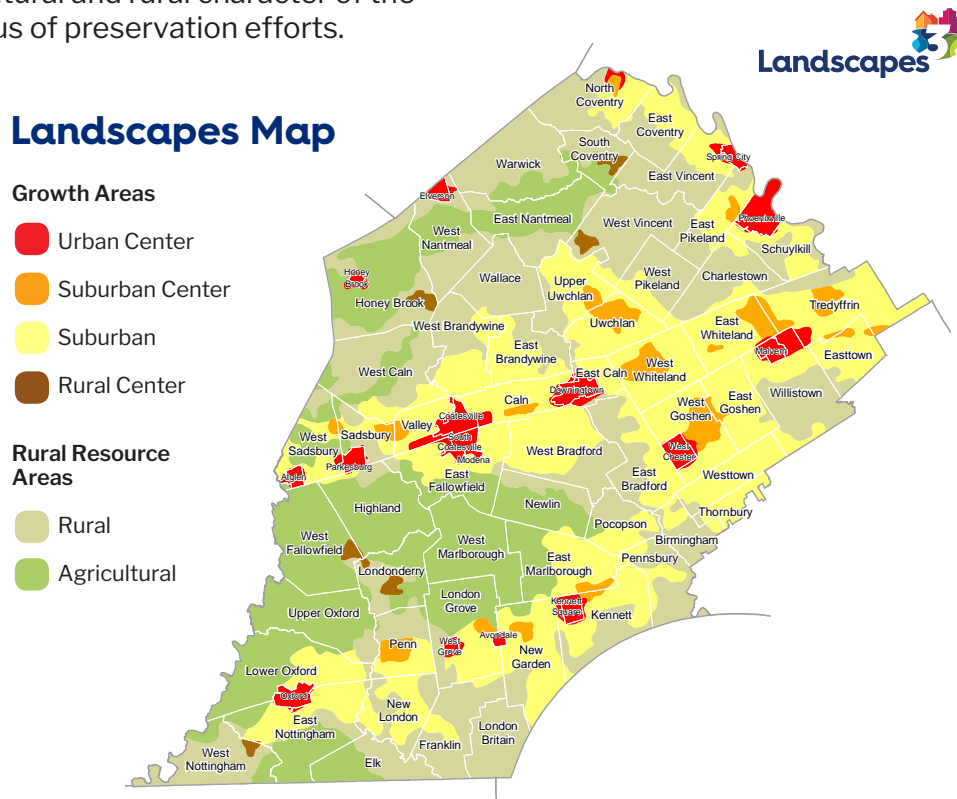 tural and rural character of the
us of preservation efforts.
Landscapes
3
Landscapes Map
Growth Areas
Urban Center
Suburban Center
Suburban
Rural Center
Rural Resource
Areas
Rural
Agricultural
North
Coventry
East
Coventry
South
Coventry
Spring City
Warwick
East Vincent
Elverson
East Nantmeal
West Vincent
East
Pikeland
Phoenixville
West
Nantmeal
Schuylkill
Honey
Brook
Wallace
Upper
Uwchlan
West
Pikeland
Charlestown
Honey Brook
Tredyffrin
West Brandywine
Uwchlan
East
Whiteland
East
Brandywine
Malvern
Easttown
West Caln
East Caln
West
Whiteland
Downingtown
Willistown
Caln
West
Goshen
East
Goshen
Coatesville
Valley
West
Sadsbury
Sadsbury
South
Coatesville
West
Chester
Modena
West Bradford
Parkesburg
Atglen
East
Fallowfield
East
Bradford
Westtown
Highland
Newlin
Thornbury
Pocopson
West
Fallowfield
West
Marlborough
Birmingham
East
Marlborough
Pennsbury
Londonderry
London
Grove
Kennett
Square
Upper Oxford
Kennett
Penn
West
Grove
Avondale
New
Garden
Lower Oxford
Oxford
New
London
East
Nottingham
London
Britain
Franklin
West
Nottingham
Elk